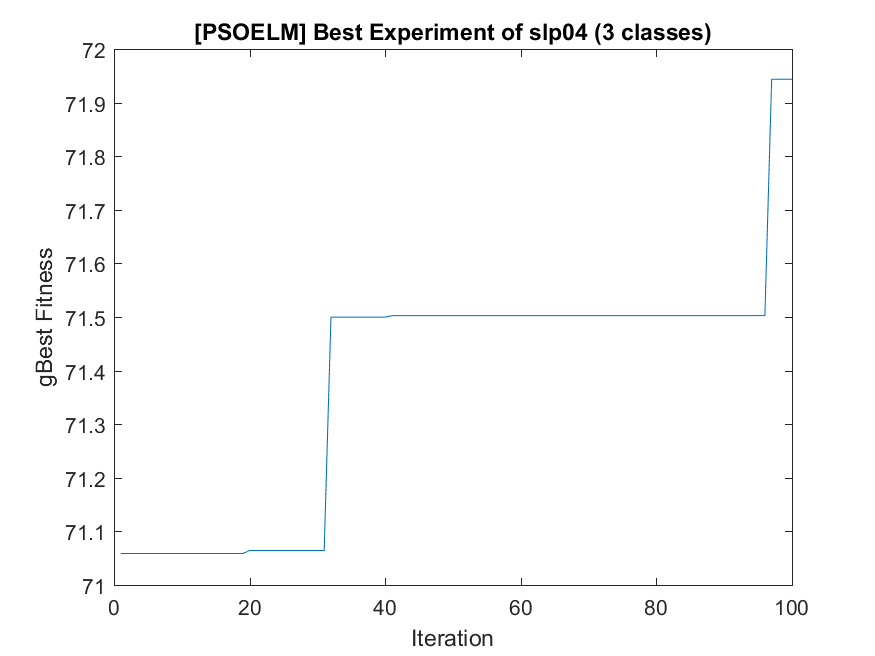 [PSOELM] Best Experiment of slp04 (3 classes)
72
71.9
71.8
71.7
71.6
71.5
71.4
71.3
71.2
71.1
71
gBest Fitness
0 20 40 60 80 100
Iteration